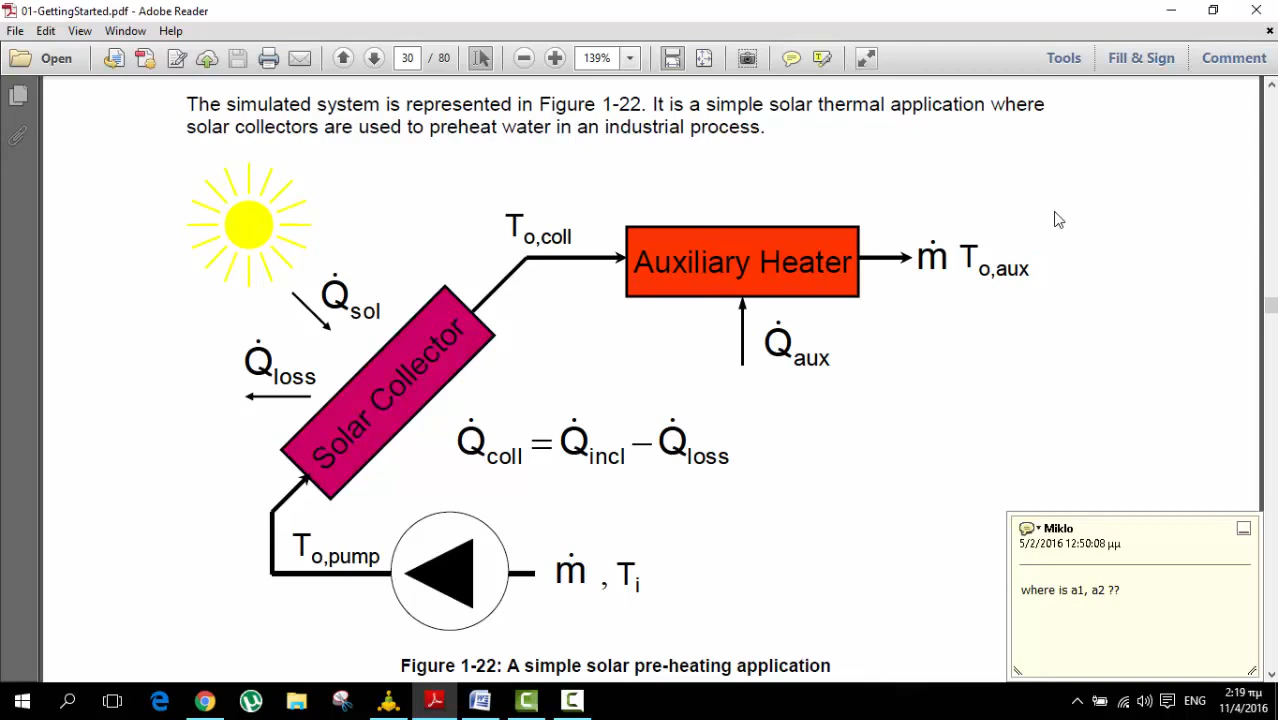 01-GettingStarted.pdf - Adobe Reader
File Edit View Window Help
Open 30 / 80 139% Tools Fill & Sign Comment
The simulated system is represented in Figure 1-22. It is a simple solar thermal application where
solar collectors are used to preheat water in an industrial process.
To,coll
Auxiliary Heater
ṁ To,aux
Q̇sol
Q̇aux
Q̇loss
Solar Collector
Q̇coll = Q̇incl − Q̇loss
To,pump
ṁ , Ti
Miklo
5/2/2016 12:50:08 μμ
where is a1, a2 ??
Figure 1-22: A simple solar pre-heating application
ENG
2:19 πμ
11/4/2016